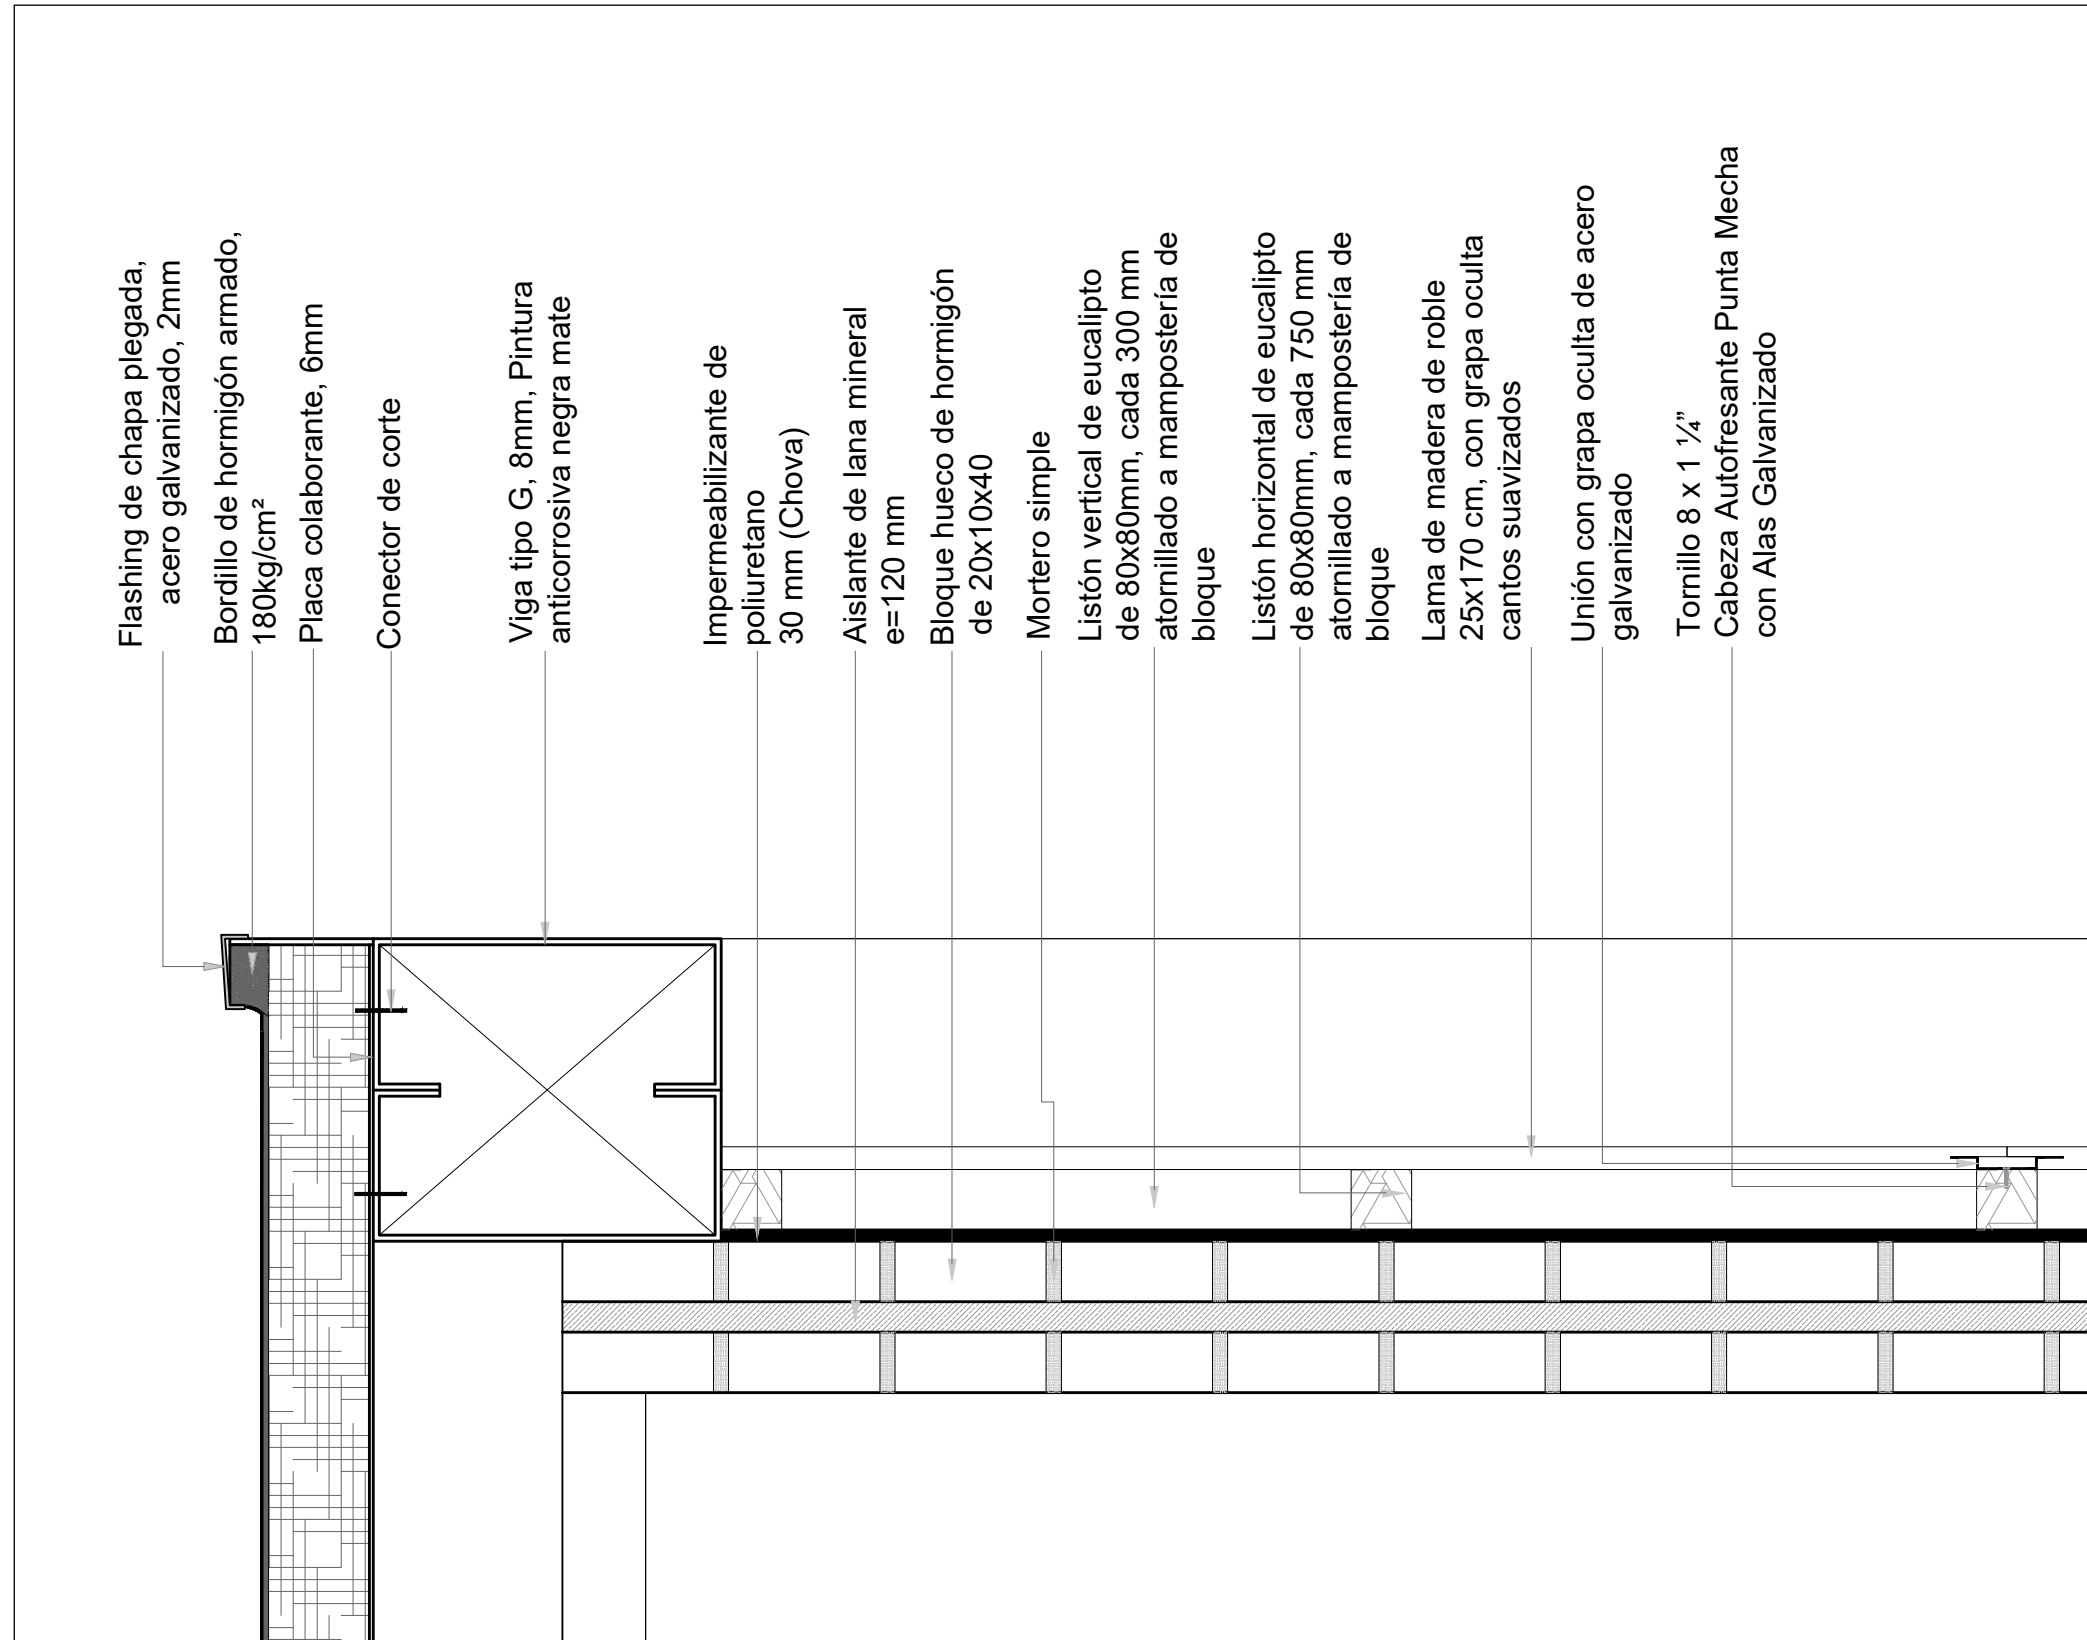 Flashing de chapa plegada,
acero galvanizado, 2mm
Bordillo de hormigón armado,
180kg/cm²
Placa colaborante, 6mm
Conector de corte
Viga tipo G, 8mm, Pintura
anticorrosiva negra mate
Impermeabilizante de
poliuretano
30 mm (Chova)
Aislante de lana mineral
e=120 mm
Bloque hueco de hormigón
de 20x10x40
Mortero simple
Listón vertical de eucalipto
de 80x80mm, cada 300 mm
atornillado a mampostería de
bloque
Listón horizontal de eucalipto
de 80x80mm, cada 750 mm
atornillado a mampostería de
bloque
Lama de madera de roble
25x170 cm, con grapa oculta
cantos suavizados
Unión con grapa oculta de acero
galvanizado
Tornillo 8 x 1 ¼”
Cabeza Autofresante Punta Mecha
con Alas Galvanizado